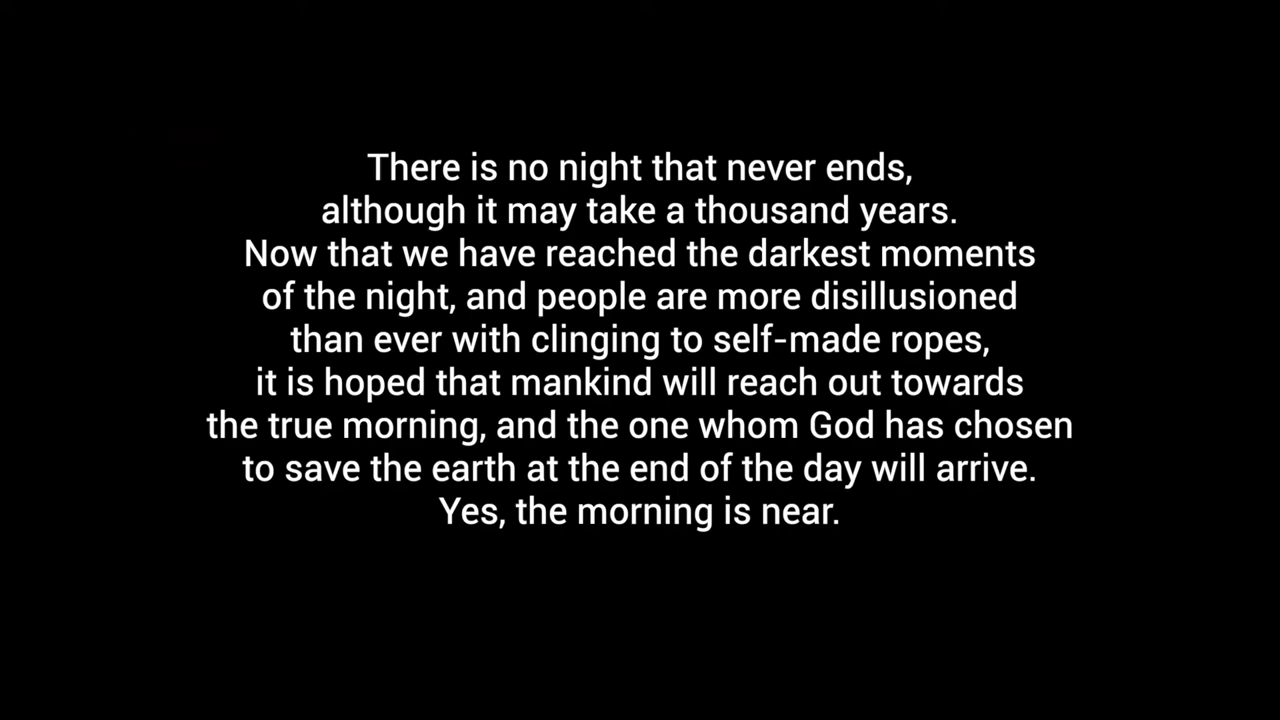 There is no night that never ends,
although it may take a thousand years.
Now that we have reached the darkest moments
of the night, and people are more disillusioned
than ever with clinging to self-made ropes,
it is hoped that mankind will reach out towards
the true morning, and the one whom God has chosen
to save the earth at the end of the day will arrive.
Yes, the morning is near.